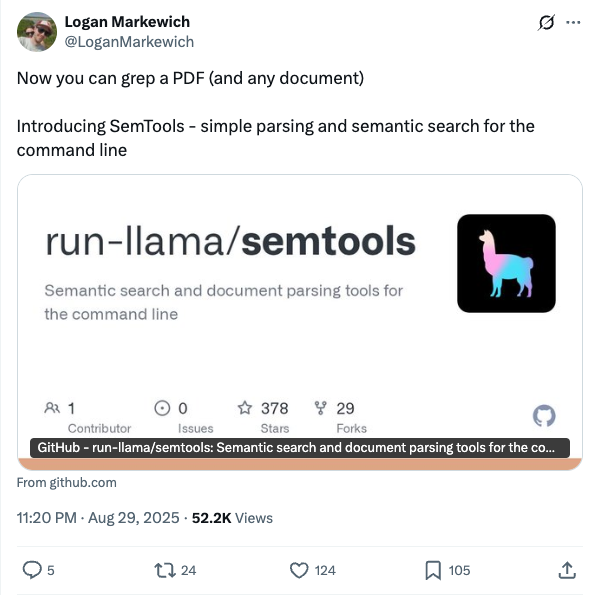 Logan Markewich
@LoganMarkewich
Now you can grep a PDF (and any document)
Introducing SemTools - simple parsing and semantic search for the
command line
run-llama/semtools
Semantic search and document parsing tools for
the command line
1
Contributor
0
Issues
378
Stars
29
Forks
GitHub - run-llama/semtools: Semantic search and document parsing tools for the co...
From github.com
11:20 PM · Aug 29, 2025 · 52.2K Views
5
24
124
105